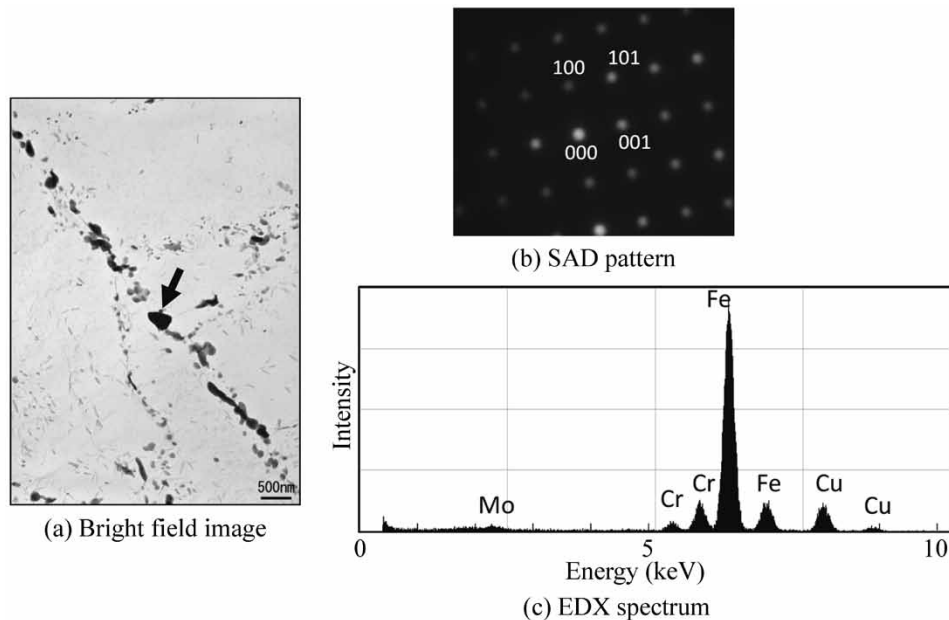 100 101
000 001
(b) SAD pattern
500nm
(a) Bright field image
Fe
Mo Cr Cr Fe Cu Cu
Intensity
0 5 10
Energy (keV)
(c) EDX spectrum